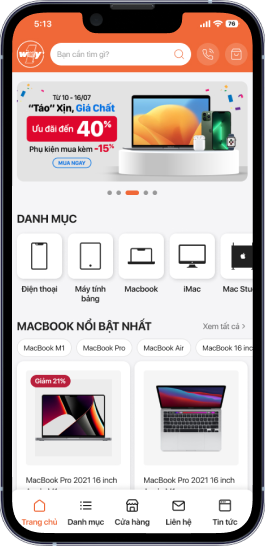 5:13
76
way
Bạn cần tìm gì?
Từ 10 - 16/07
"Táo" Xịn, Giá Chất
Ưu đãi đến 40%
Phụ kiện mua kèm -15%
MUA NGAY
DANH MỤC
Điện thoại
Máy tính
bảng
Macbook
iMac
Mac Stu
MACBOOK NỔI BẬT NHẤT
Xem tất cả >
MacBook M1
MacBook Pro
MacBook Air
MacBook 16 inc
Giảm 21%
MacBook Pro 2021 16 inch
MacBook Pro 2021 16 inch
Trang chủ
Danh mục
Cửa hàng
Liên hệ
Tin tức